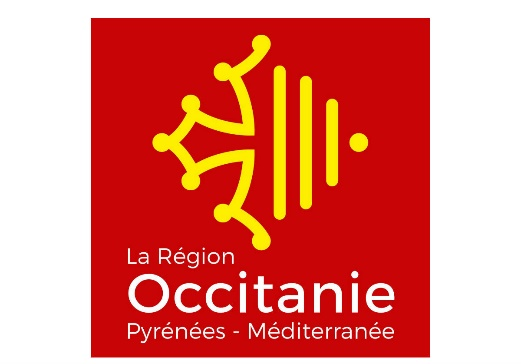 La Région
Occitanie
Pyrénées - Méditerranée